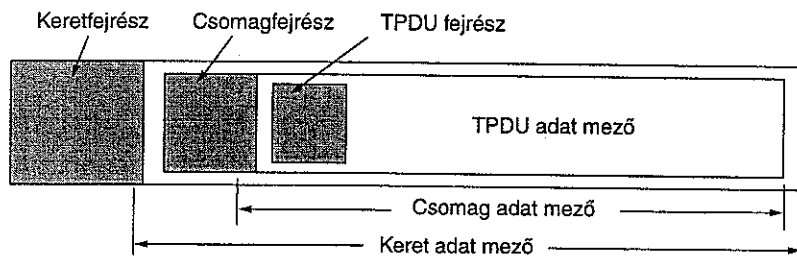 Keretfejrész Csomagfejrész TPDU fejrész
TPDU adat mező
Csomag adat mező
Keret adat mező